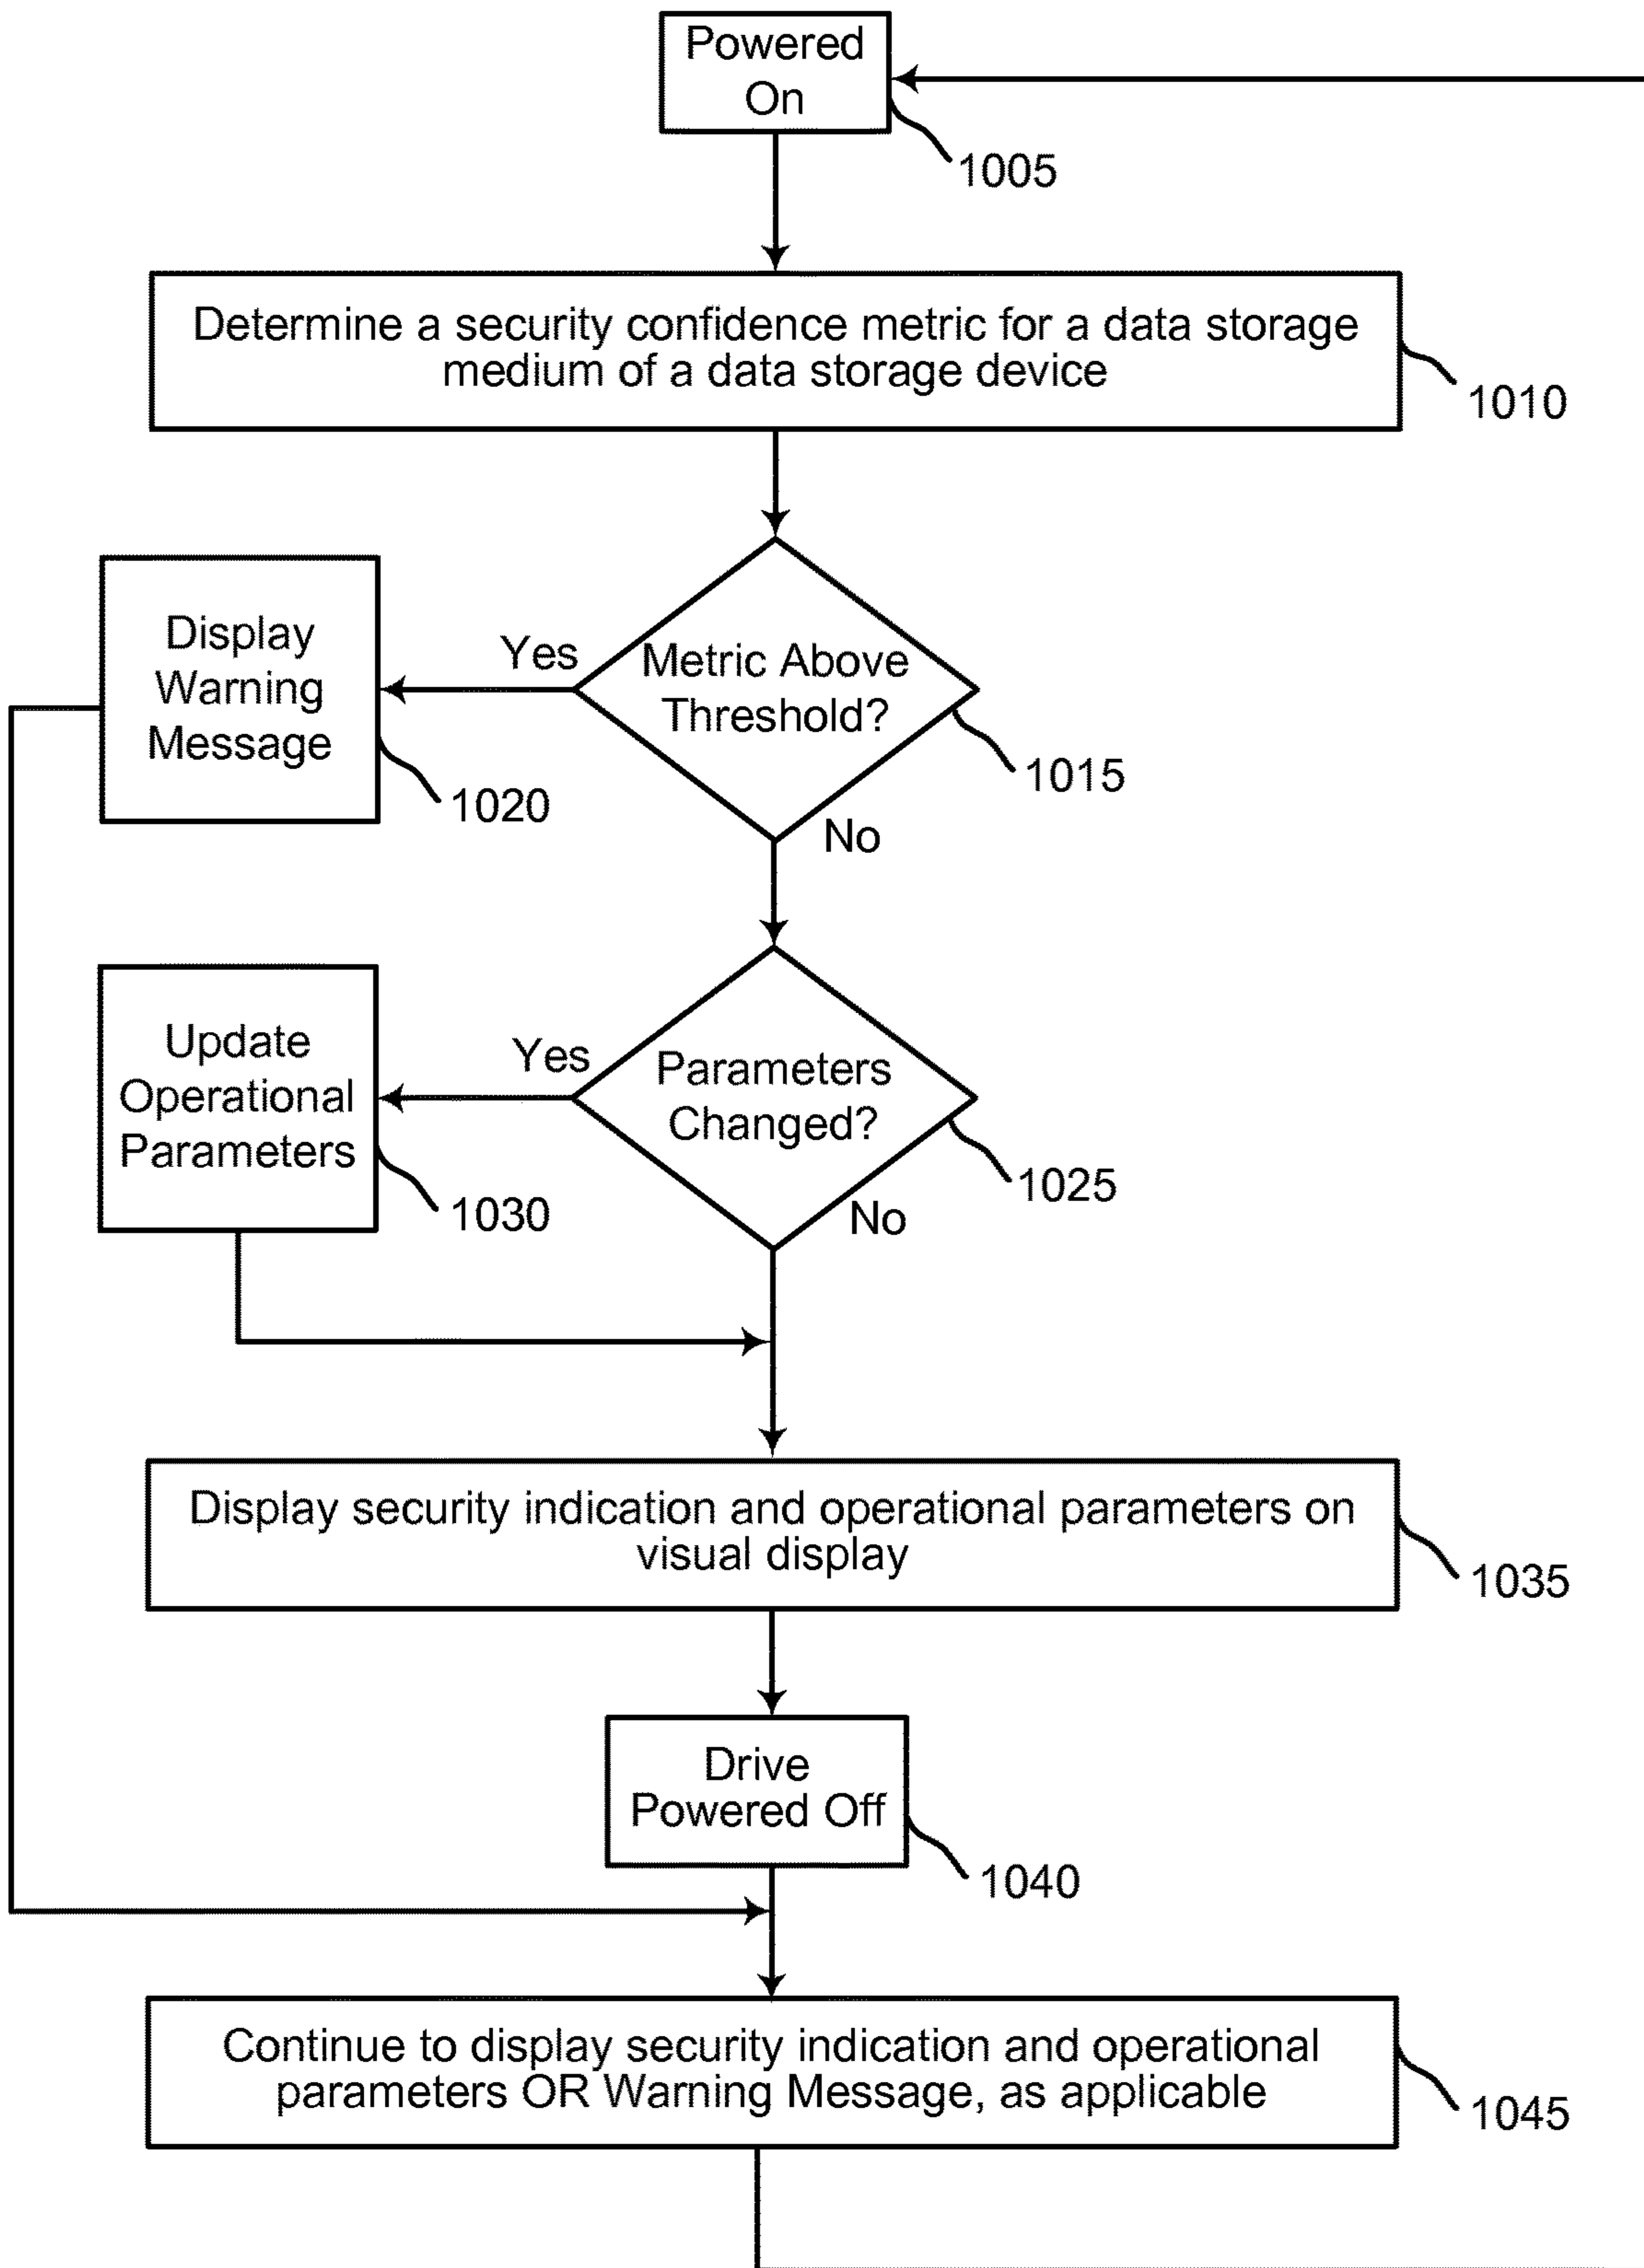 Powered
On
1005
Determine a security confidence metric for a data storage
medium of a data storage device
1010
Display
Warning
Message
1020
Yes
Metric Above
Threshold?
1015
No
Update
Operational
Parameters
1030
Yes
Parameters
Changed?
1025
No
Display security indication and operational parameters on
visual display
1035
Drive
Powered Off
1040
Continue to display security indication and operational
parameters OR Warning Message, as applicable
1045